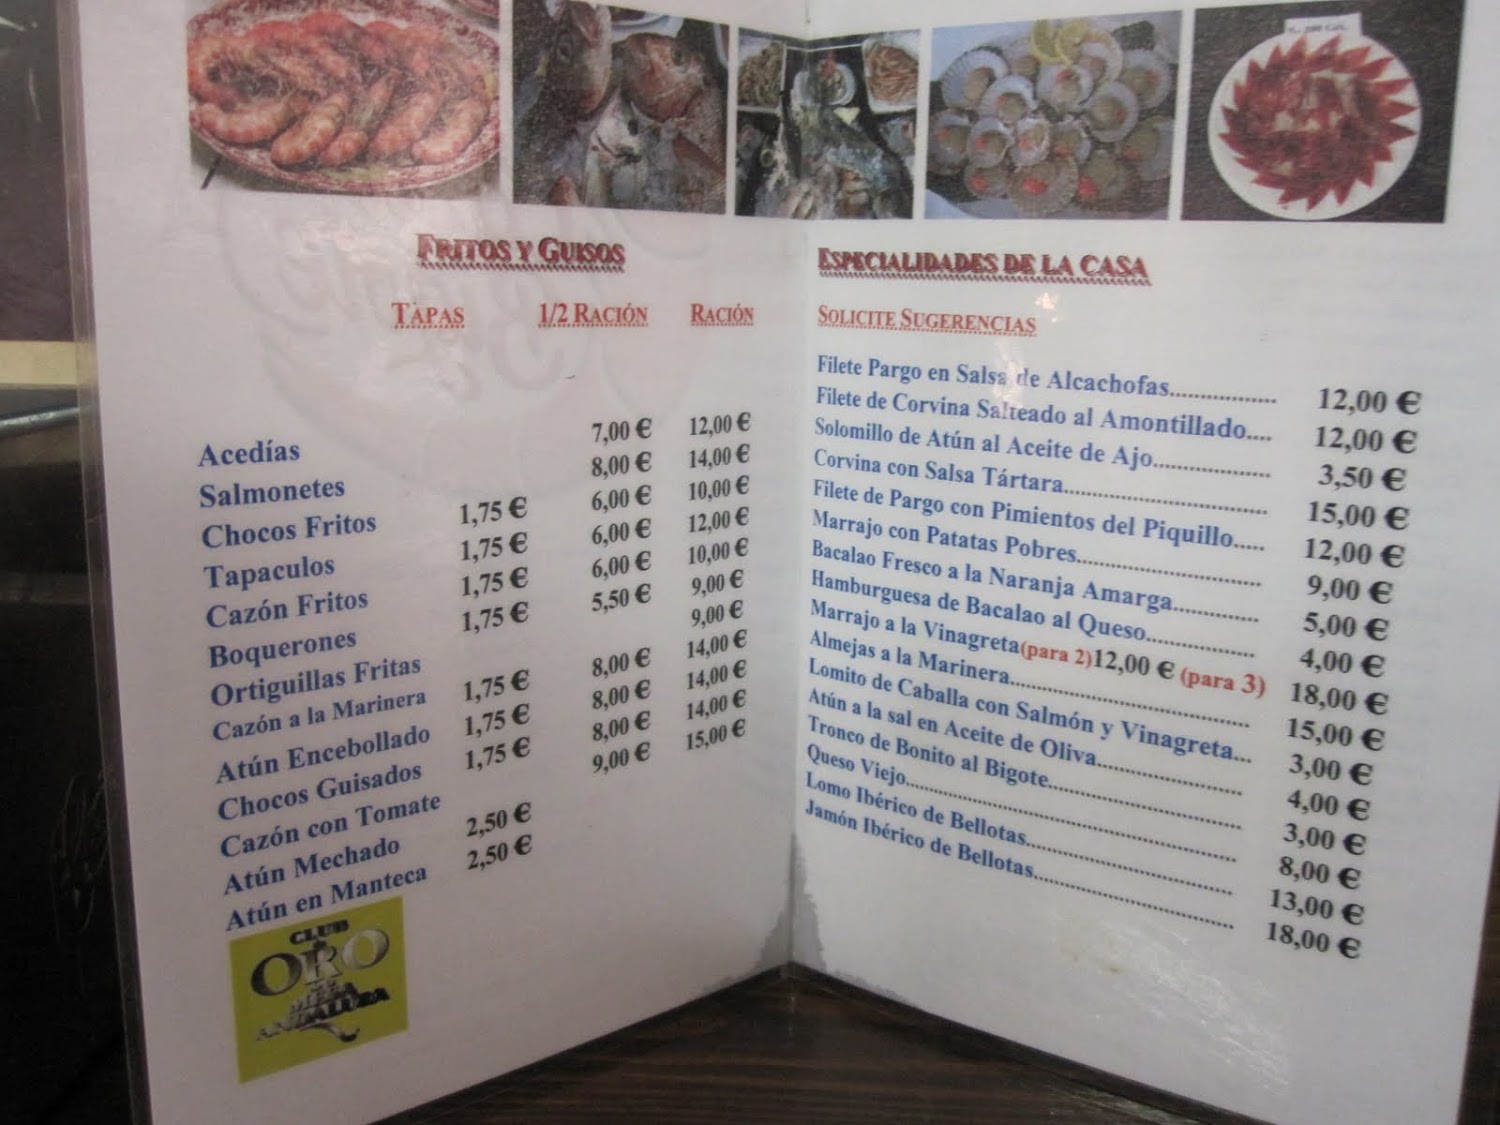 FRITOS Y GUISOS
TAPAS 1/2 RACIÓN RACIÓN
Acedías 7,00 € 12,00 €
Salmonetes 8,00 € 14,00 €
Chocos Fritos 1,75 € 6,00 € 10,00 €
Tapaculos 1,75 € 6,00 € 12,00 €
Cazón Fritos 1,75 € 6,00 € 10,00 €
Boquerones 1,75 € 5,50 € 9,00 €
Ortiguillas Fritas 9,00 €
Cazón a la Marinera 1,75 € 8,00 € 14,00 €
Atún Encebollado 1,75 € 8,00 € 14,00 €
Chocos Guisados 1,75 € 8,00 € 14,00 €
Cazón con Tomate 9,00 € 15,00 €
Atún Mechado 2,50 €
Atún en Manteca 2,50 €
CLUB
ORO
MESA
ANDALUZA
ESPECIALIDADES DE LA CASA
SOLICITE SUGERENCIAS
Filete Pargo en Salsa de Alcachofas.................. 12,00 €
Filete de Corvina Salteado al Amontillado.... 12,00 €
Solomillo de Atún al Aceite de Ajo.................... 3,50 €
Corvina con Salsa Tártara................................... 15,00 €
Filete de Pargo con Pimientos del Piquillo..... 12,00 €
Marrajo con Patatas Pobres............................... 9,00 €
Bacalao Fresco a la Naranja Amarga............... 5,00 €
Hamburguesa de Bacalao al Queso.................. 4,00 €
Marrajo a la Vinagreta(para 2)12,00 € (para 3) 18,00 €
Almejas a la Marinera......................................... 15,00 €
Lomito de Caballa con Salmón y Vinagreta... 3,00 €
Atún a la sal en Aceite de Oliva......................... 4,00 €
Tronco de Bonito al Bigote................................. 3,00 €
Queso Viejo............................................................ 8,00 €
Lomo Ibérico de Bellotas..................................... 13,00 €
Jamón Ibérico de Bellotas................................... 18,00 €